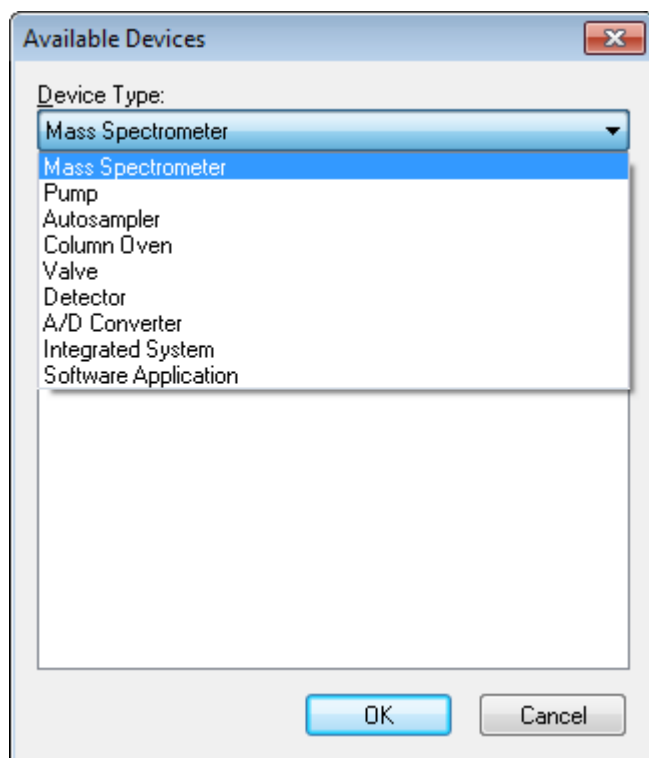 Available Devices
Device Type:
Mass Spectrometer
Mass Spectrometer
Pump
Autosampler
Column Oven
Valve
Detector
A/D Converter
Integrated System
Software Application
OK
Cancel